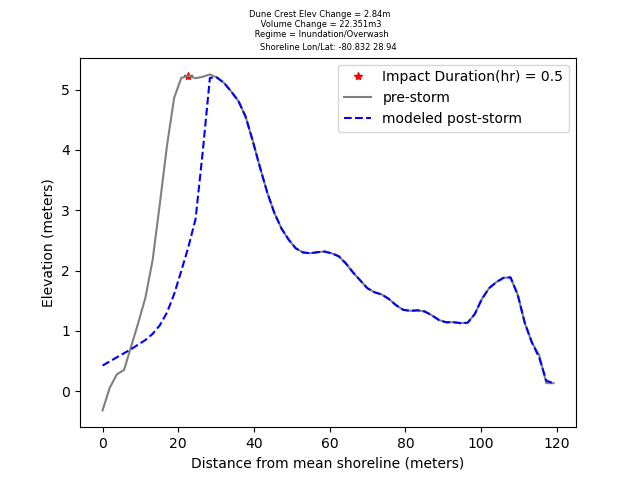 Dune Crest Elev Change = 2.84m
Volume Change = 22.351m3
Regime = Inundation/Overwash
Shoreline Lon/Lat: -80.832 28.94
Impact Duration(hr) = 0.5
pre-storm
modeled post-storm
Elevation (meters)
5
4
3
2
1
0
0 20 40 60 80 100 120
Distance from mean shoreline (meters)